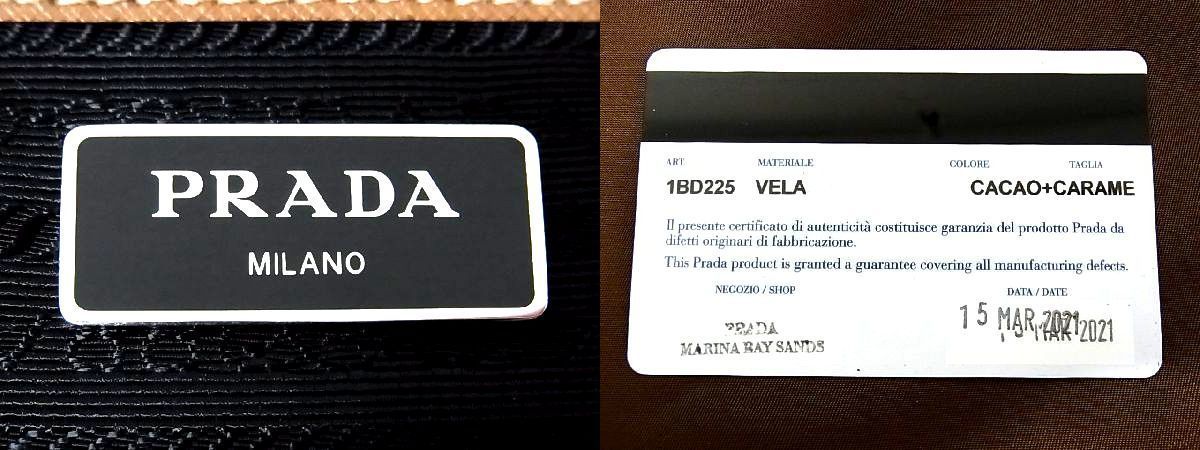 PRADA
MILANO
ART MATERIALE COLORE TAGLIA
1BD225 VELA CACAO+CARAME
Il presente certificato di autenticità costituisce garanzia del prodotto Prada da
difetti originari di fabbricazione.
This Prada product is granted a guarantee covering all manufacturing defects.
NEGOZIO / SHOP DATA / DATE
PRADA
MARINA BAY SANDS
15 MAR 2021
MAR 2021